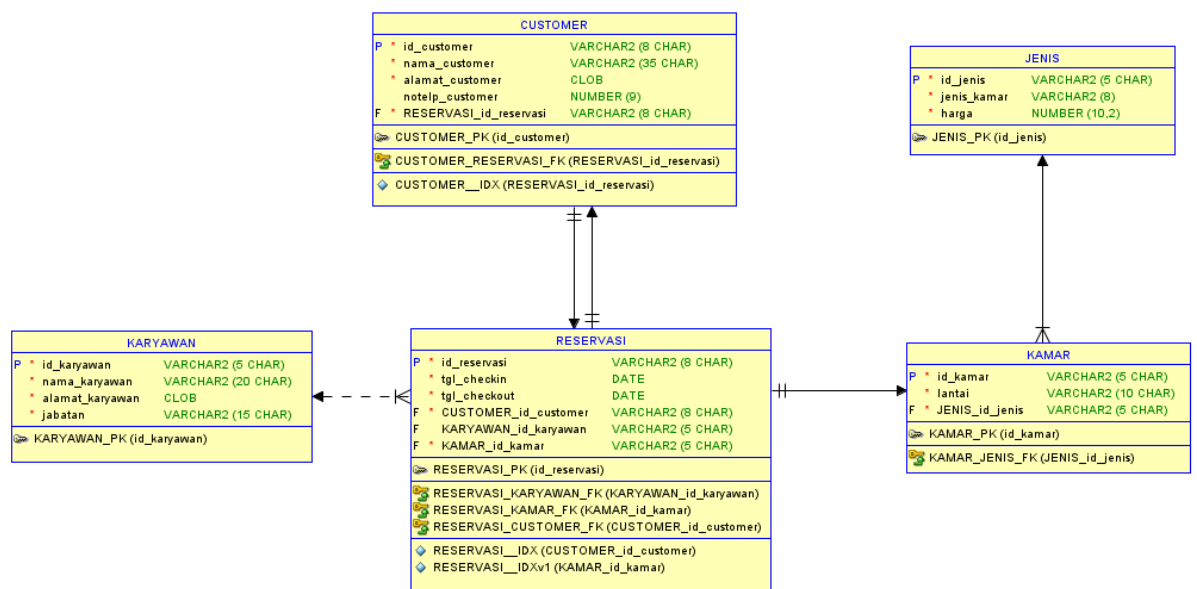 CUSTOMER
P * id_customer VARCHAR2 (8 CHAR)
* nama_customer VARCHAR2 (35 CHAR)
* alamat_customer CLOB
notelp_customer NUMBER (9)
F * RESERVASI_id_reservasi VARCHAR2 (8 CHAR)
CUSTOMER_PK (id_customer)
CUSTOMER_RESERVASI_FK (RESERVASI_id_reservasi)
CUSTOMER__IDX (RESERVASI_id_reservasi)
JENIS
P * id_jenis VARCHAR2 (5 CHAR)
* jenis_kamar VARCHAR2 (8)
* harga NUMBER (10,2)
JENIS_PK (id_jenis)
KARYAWAN
P * id_karyawan VARCHAR2 (5 CHAR)
* nama_karyawan VARCHAR2 (20 CHAR)
* alamat_karyawan CLOB
* jabatan VARCHAR2 (15 CHAR)
KARYAWAN_PK (id_karyawan)
RESERVASI
P * id_reservasi VARCHAR2 (8 CHAR)
* tgl_checkin DATE
* tgl_checkout DATE
F * CUSTOMER_id_customer VARCHAR2 (8 CHAR)
F KARYAWAN_id_karyawan VARCHAR2 (5 CHAR)
F * KAMAR_id_kamar VARCHAR2 (5 CHAR)
RESERVASI_PK (id_reservasi)
RESERVASI_KARYAWAN_FK (KARYAWAN_id_karyawan)
RESERVASI_KAMAR_FK (KAMAR_id_kamar)
RESERVASI_CUSTOMER_FK (CUSTOMER_id_customer)
RESERVASI__IDX (CUSTOMER_id_customer)
RESERVASI__IDXv1 (KAMAR_id_kamar)
KAMAR
P * id_kamar VARCHAR2 (5 CHAR)
* lantai VARCHAR2 (10 CHAR)
F * JENIS_id_jenis VARCHAR2 (5 CHAR)
KAMAR_PK (id_kamar)
KAMAR_JENIS_FK (JENIS_id_jenis)